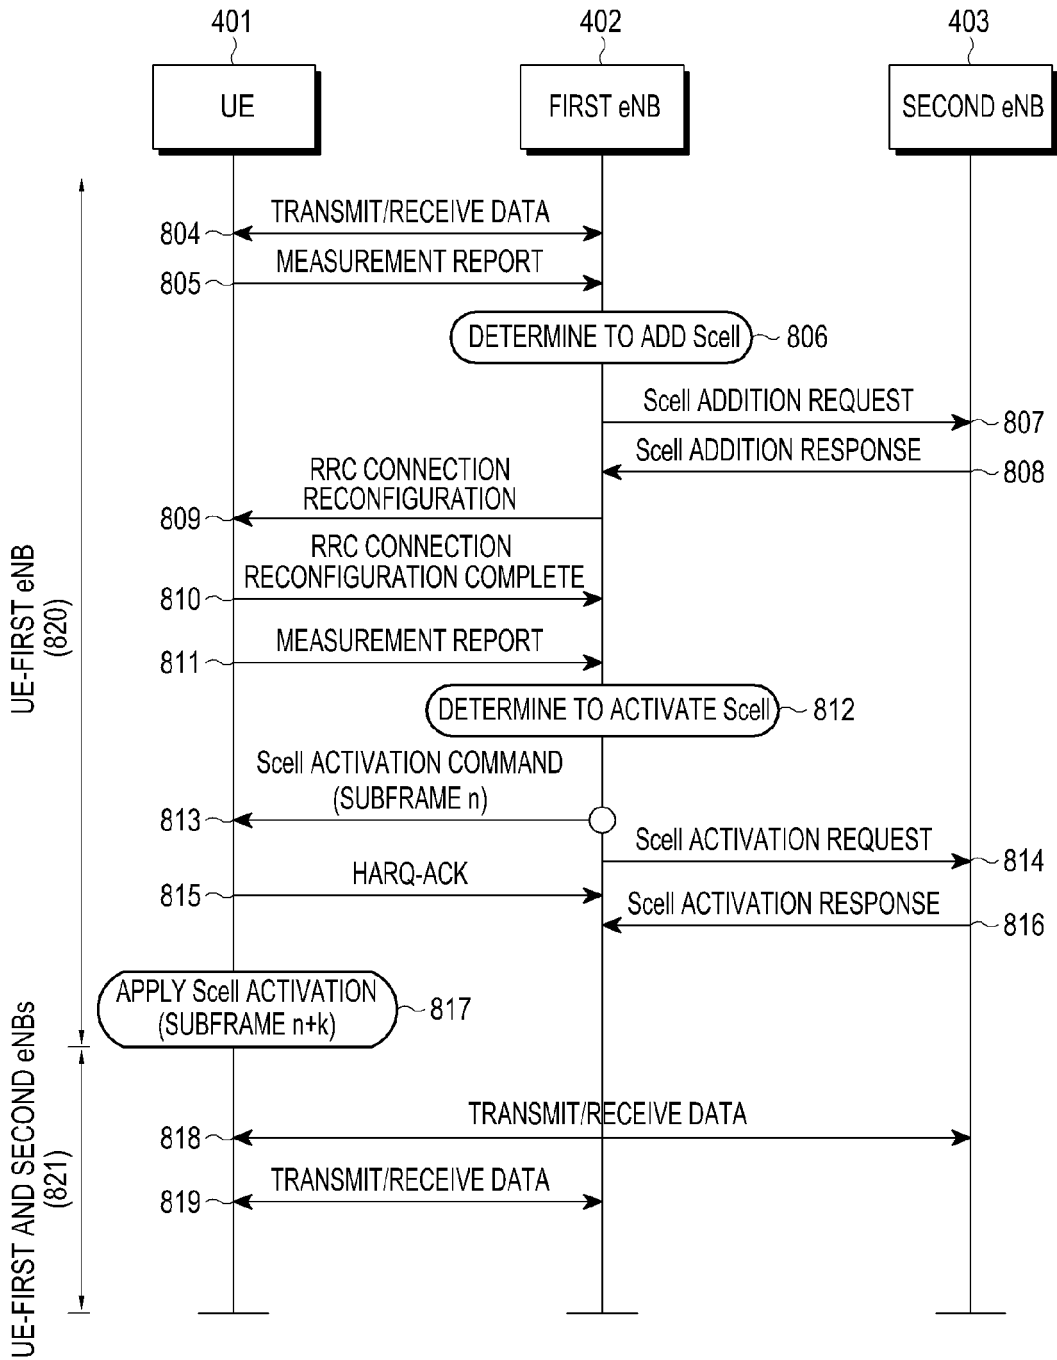 401
402
403
UE
FIRST eNB
SECOND eNB
TRANSMIT/RECEIVE DATA
804
MEASUREMENT REPORT
805
DETERMINE TO ADD Scell
806
Scell ADDITION REQUEST
807
Scell ADDITION RESPONSE
808
RRC CONNECTION
RECONFIGURATION
809
RRC CONNECTION
RECONFIGURATION COMPLETE
810
MEASUREMENT REPORT
811
DETERMINE TO ACTIVATE Scell
812
Scell ACTIVATION COMMAND
(SUBFRAME n)
813
Scell ACTIVATION REQUEST
814
HARQ-ACK
815
Scell ACTIVATION RESPONSE
816
APPLY Scell ACTIVATION
(SUBFRAME n+k)
817
TRANSMIT/RECEIVE DATA
818
TRANSMIT/RECEIVE DATA
819
UE-FIRST eNB
(820)
UE-FIRST AND SECOND eNBs
(821)